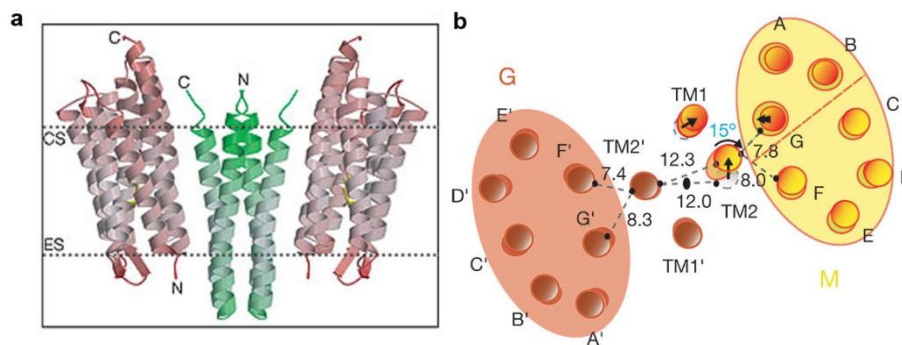 a
C
C
N
CS
ES
N
b
G
E'
F'
D'
G'
C'
B'
A'
TM2'
7.4
8.3
TM1'
TM1
15°
12.3
12.0
8.0
7.8
TM2
A
B
C
G
F
E
M